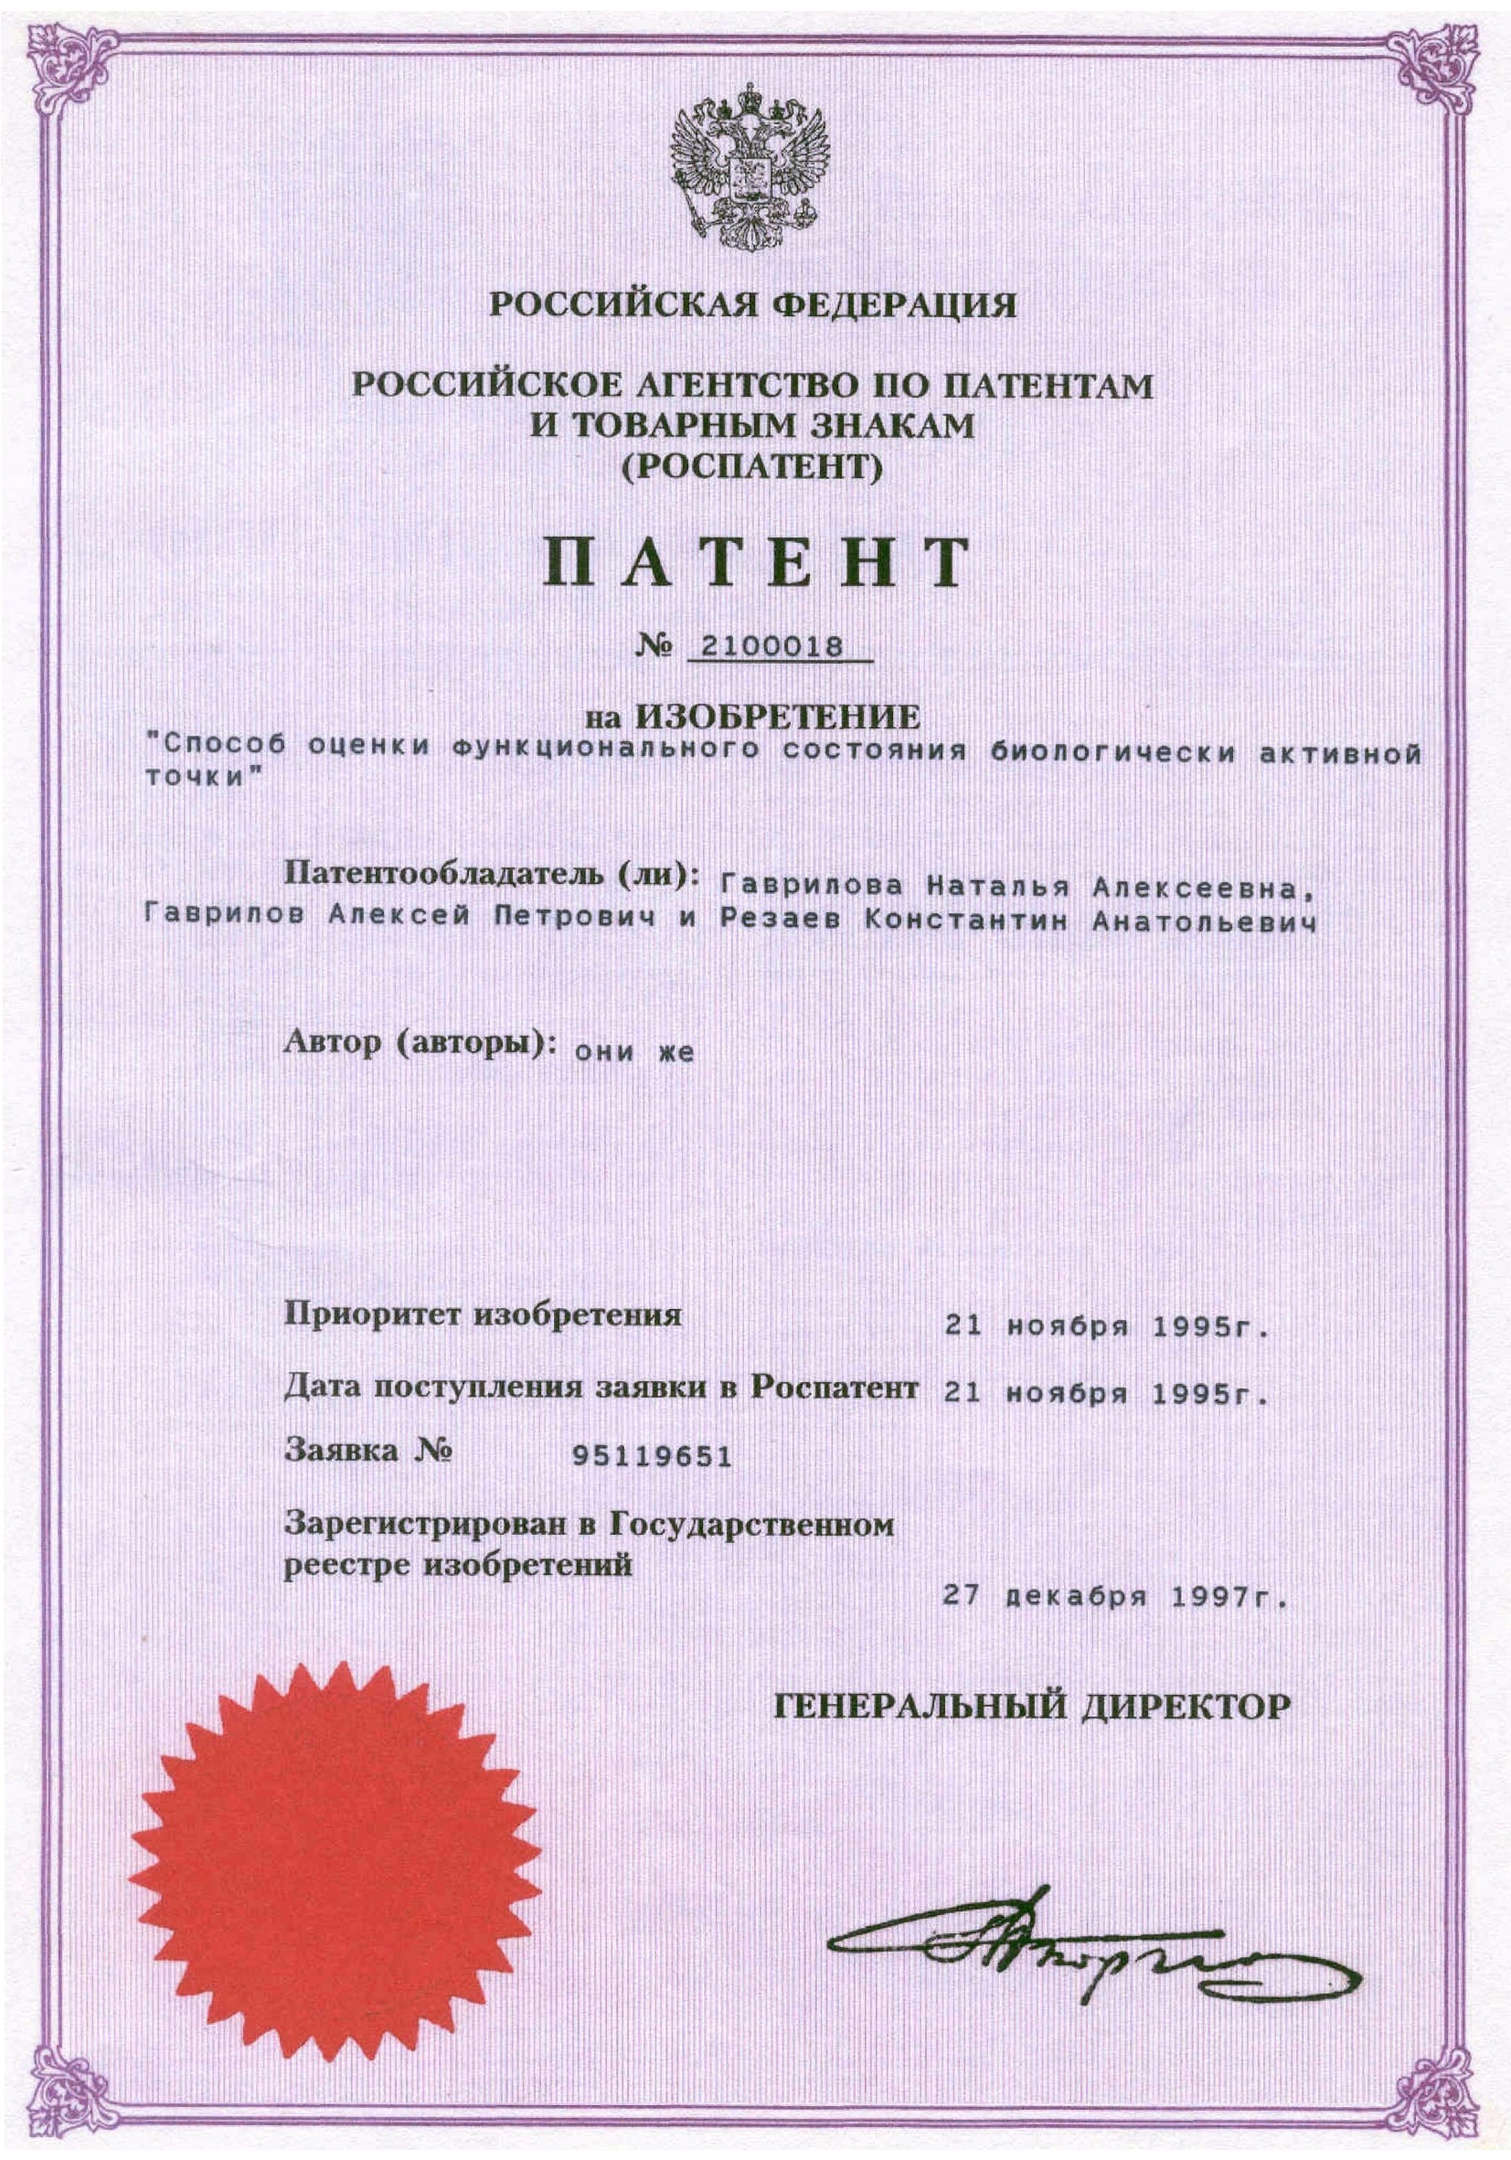 РОССИЙСКАЯ ФЕДЕРАЦИЯ
РОССИЙСКОЕ АГЕНТСТВО ПО ПАТЕНТАМ
И ТОВАРНЫМ ЗНАКАМ
(РОСПАТЕНТ)
ПАТЕНТ
№ 2100018
на ИЗОБРЕТЕНИЕ
"Способ оценки функционального состояния биологически активной
точки"
Патентообладатель (ли): Гаврилова Наталья Алексеевна,
Гаврилов Алексей Петрович и Резаев Константин Анатольевич
Автор (авторы): они же
Приоритет изобретения 21 ноября 1995г.
Дата поступления заявки в Роспатент 21 ноября 1995г.
Заявка № 95119651
Зарегистрирован в Государственном
реестре изобретений
27 декабря 1997г.
ГЕНЕРАЛЬНЫЙ ДИРЕКТОР